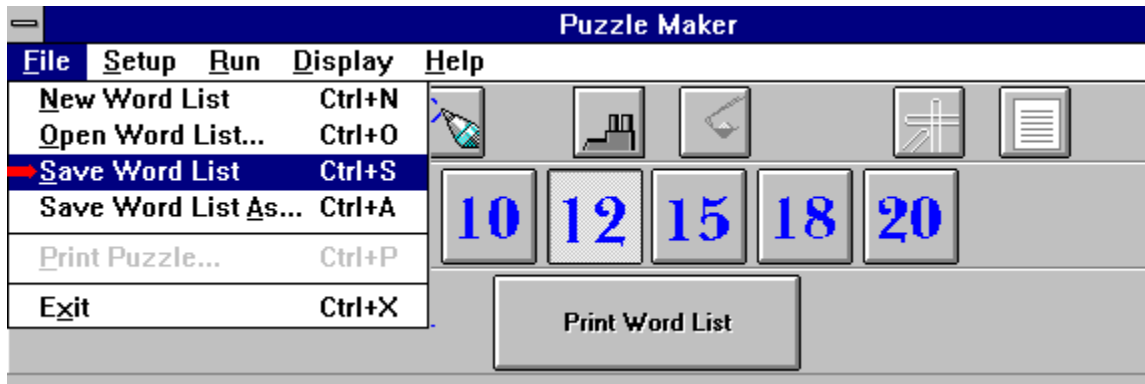 Puzzle Maker
File Setup Run Display Help
New Word List Ctrl+N
Open Word List... Ctrl+O
Save Word List Ctrl+S
Save Word List As... Ctrl+A
10 12 15 18 20
Print Puzzle... Ctrl+P
Exit Ctrl+X
Print Word List